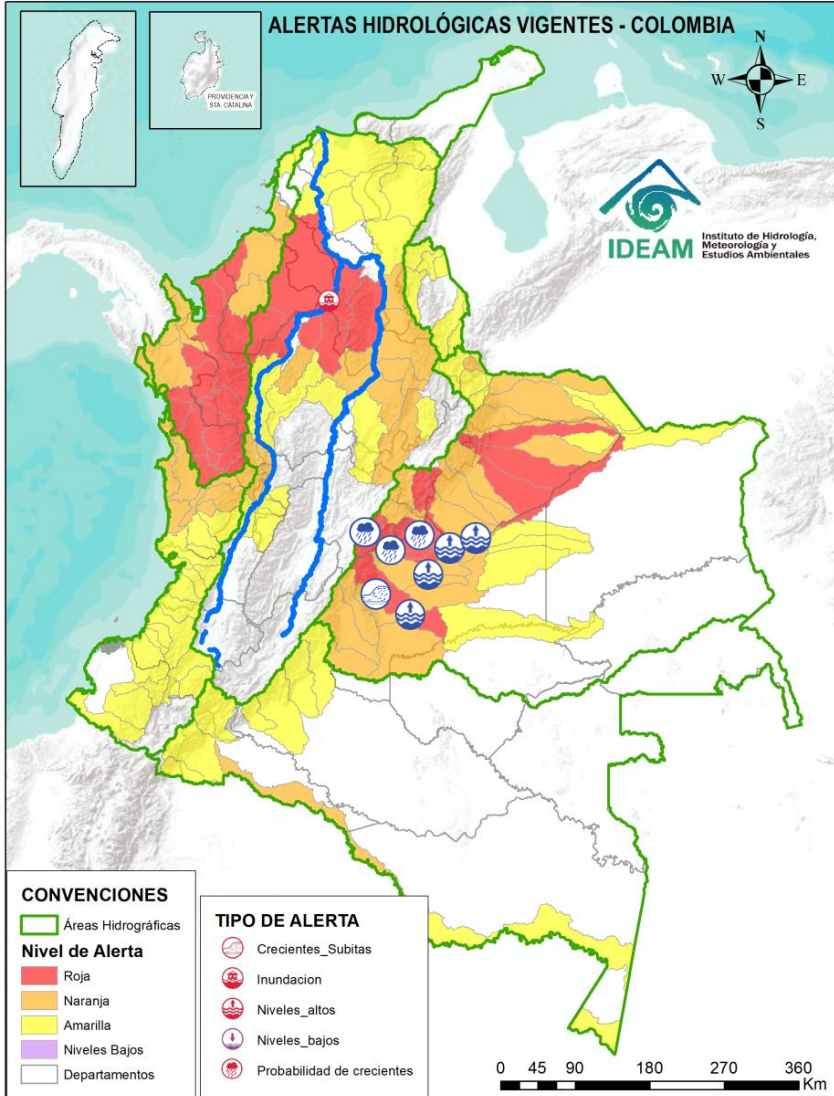 ALERTAS HIDROLÓGICAS VIGENTES - COLOMBIA
PROVIDENCIA Y
STA. CATALINA
N
W
E
S
IDEAM
Instituto de Hidrología,
Meteorología y
Estudios Ambientales
CONVENCIONES
Áreas Hidrográficas
Nivel de Alerta
Roja
Naranja
Amarilla
Niveles Bajos
Departamentos
TIPO DE ALERTA
Crecientes_Subitas
Inundacion
Niveles_altos
Niveles_bajos
Probabilidad de crecientes
0 45 90 180 270 360
Km